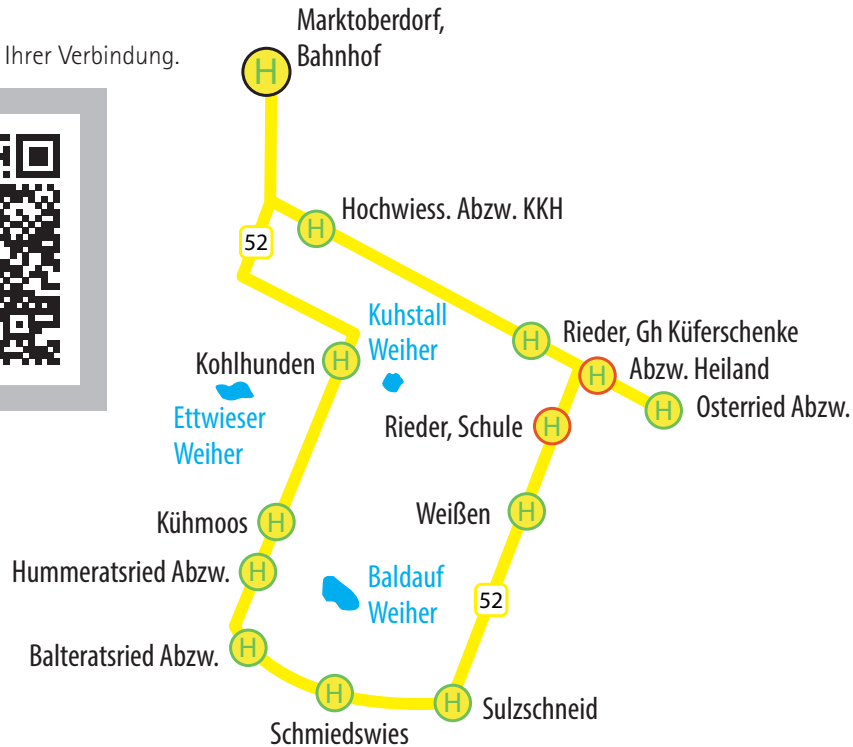 Marktoberdorf,
Bahnhof
Ihrer Verbindung.
H
Hochwiess. Abzw. KKH
H
52
Kuhstall
Weiher
Rieder, Gh Küferschenke
H
Kohlhunden
H
Abzw. Heiland
H
Osterried Abzw.
H
Ettwieser
Weiher
Rieder, Schule
H
Kühmoos
H
Weißen
H
Hummeratsried Abzw.
H
Baldauf
Weiher
52
Balteratsried Abzw.
H
Schmiedswies
H
Sulzschneid
H